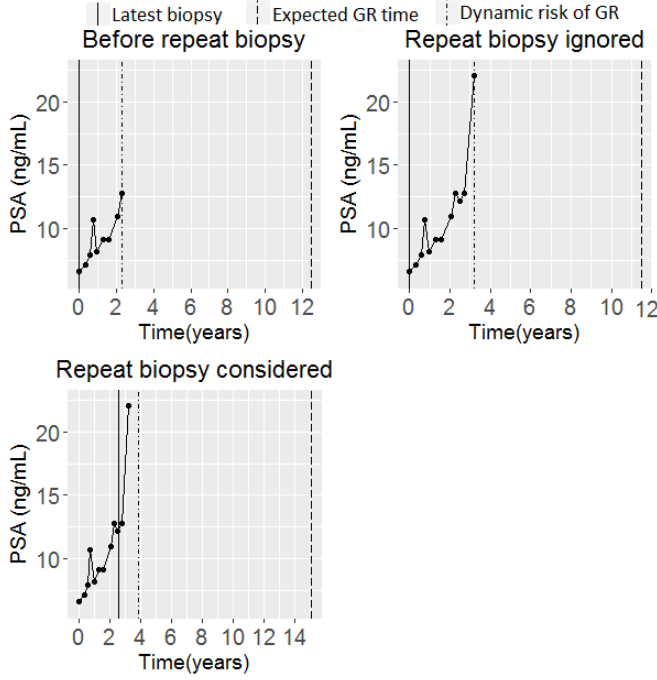 Latest biopsy Expected GR time Dynamic risk of GR
Before repeat biopsy Repeat biopsy ignored
PSA (ng/mL)
20
15
10
0 2 4 6 8 10 12
Time(years)
PSA (ng/mL)
20
15
10
0 2 4 6 8 10 12
Time(years)
Repeat biopsy considered
PSA (ng/mL)
20
15
10
0 2 4 6 8 10 12 14
Time(years)